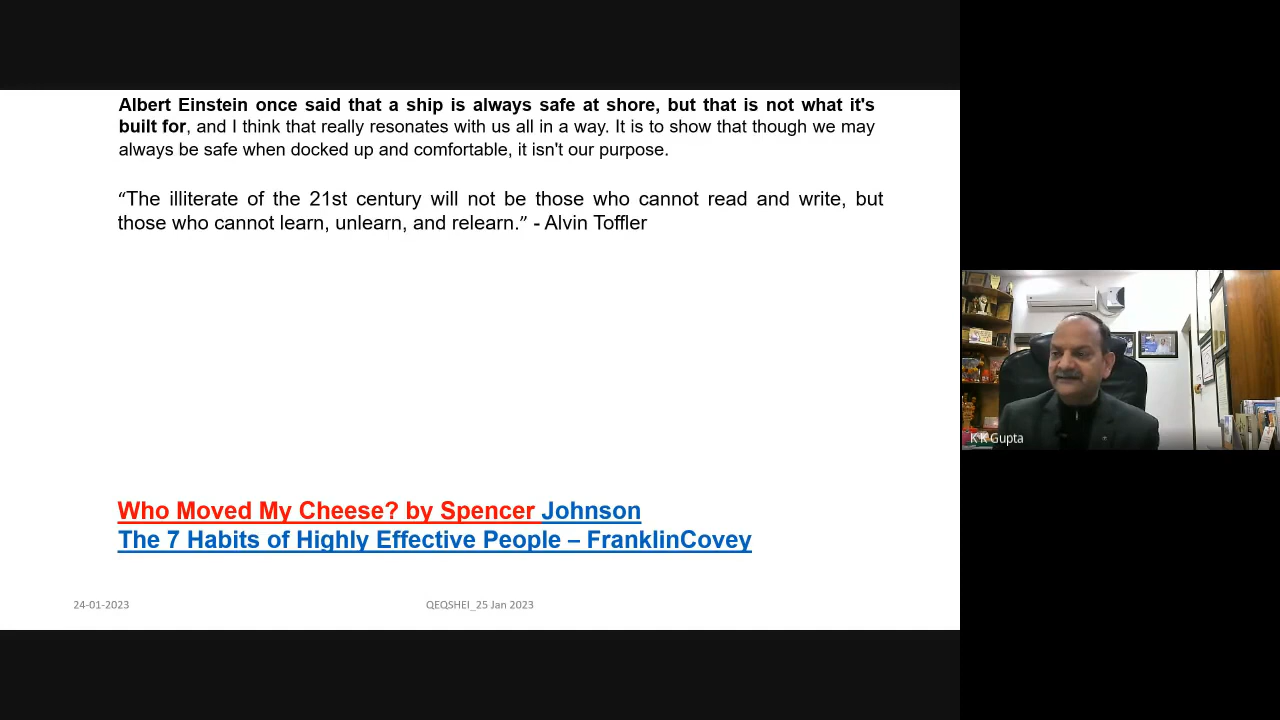 Albert Einstein once said that a ship is always safe at shore, but that is not what it's
built for, and I think that really resonates with us all in a way. It is to show that though we may
always be safe when docked up and comfortable, it isn't our purpose.
“The illiterate of the 21st century will not be those who cannot read and write, but
those who cannot learn, unlearn, and relearn.” - Alvin Toffler
Who Moved My Cheese? by Spencer Johnson
The 7 Habits of Highly Effective People – FranklinCovey
24-01-2023
QEQSHEI_25 Jan 2023
K K Gupta